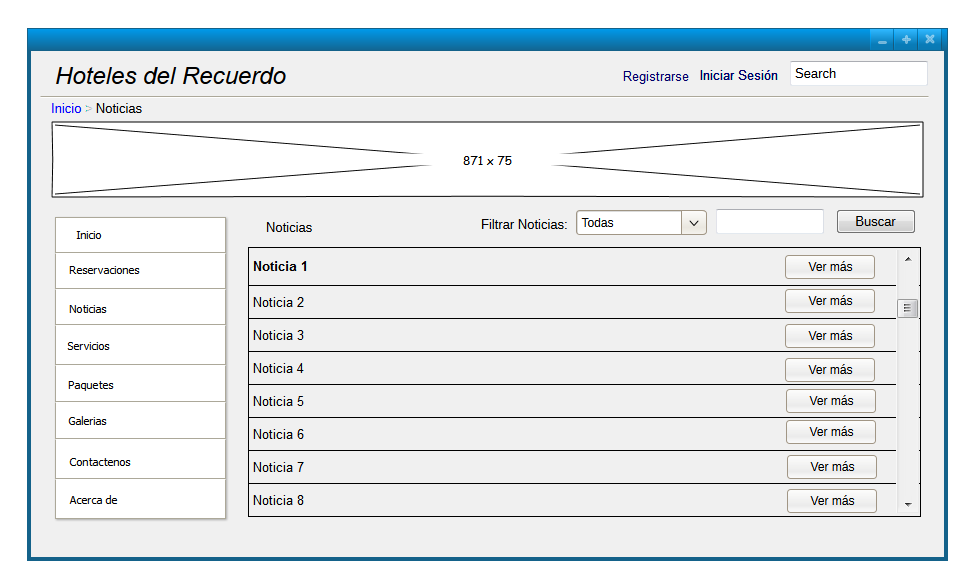 Hoteles del Recuerdo
Registrarse Iniciar Sesión Search
Inicio > Noticias
871 x 75
Noticias Filtrar Noticias: Todas Buscar
Inicio
Reservaciones
Noticias
Servicios
Paquetes
Galerias
Contactenos
Acerca de
Noticia 1 Ver más
Noticia 2 Ver más
Noticia 3 Ver más
Noticia 4 Ver más
Noticia 5 Ver más
Noticia 6 Ver más
Noticia 7 Ver más
Noticia 8 Ver más